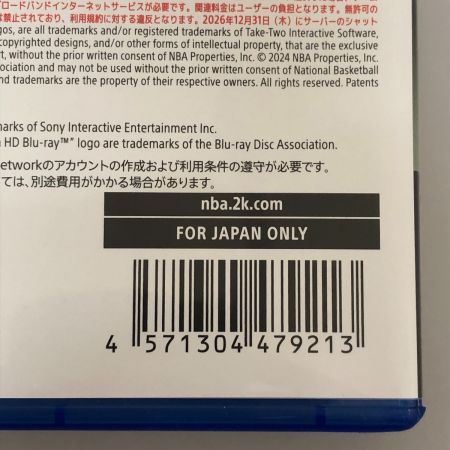 ブロードバンドインターネットサービスが必要です。関連料金はユーザーの負担となります。無許可の
は禁止されており、利用規約に対する違反となります。2026年12月31日（木）にサーバーのシャット
ogos, are all trademarks and/or registered trademarks of Take-Two Interactive Software,
copyrighted designs, and/or other forms of intellectual property, that are the exclusive
rt, without the prior written consent of NBA Properties, Inc. © 2024 NBA Properties, Inc.
sociation and may not be used without the prior written consent of National Basketball
nd trademarks are the property of their respective owners. All rights reserved. Patents
marks of Sony Interactive Entertainment Inc.
HD Blu-ray™" logo are trademarks of the Blu-ray Disc Association.
Networkのアカウントの作成および利用条件の遵守が必要です。
ては、別途費用がかかる場合があります。
nba.2k.com
FOR JAPAN ONLY
4 571304 479213